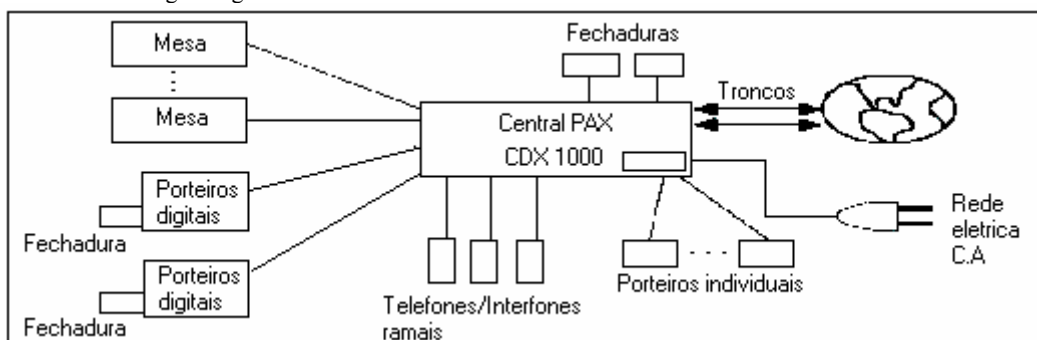 Mesa
Fechaduras
Mesa
Troncos
Central PAX
CDX 1000
Porteiros
digitais
Fechadura
Porteiros
digitais
Fechadura
Telefones/Interfones
ramais
Porteiros individuais
Rede
eletrica
C.A